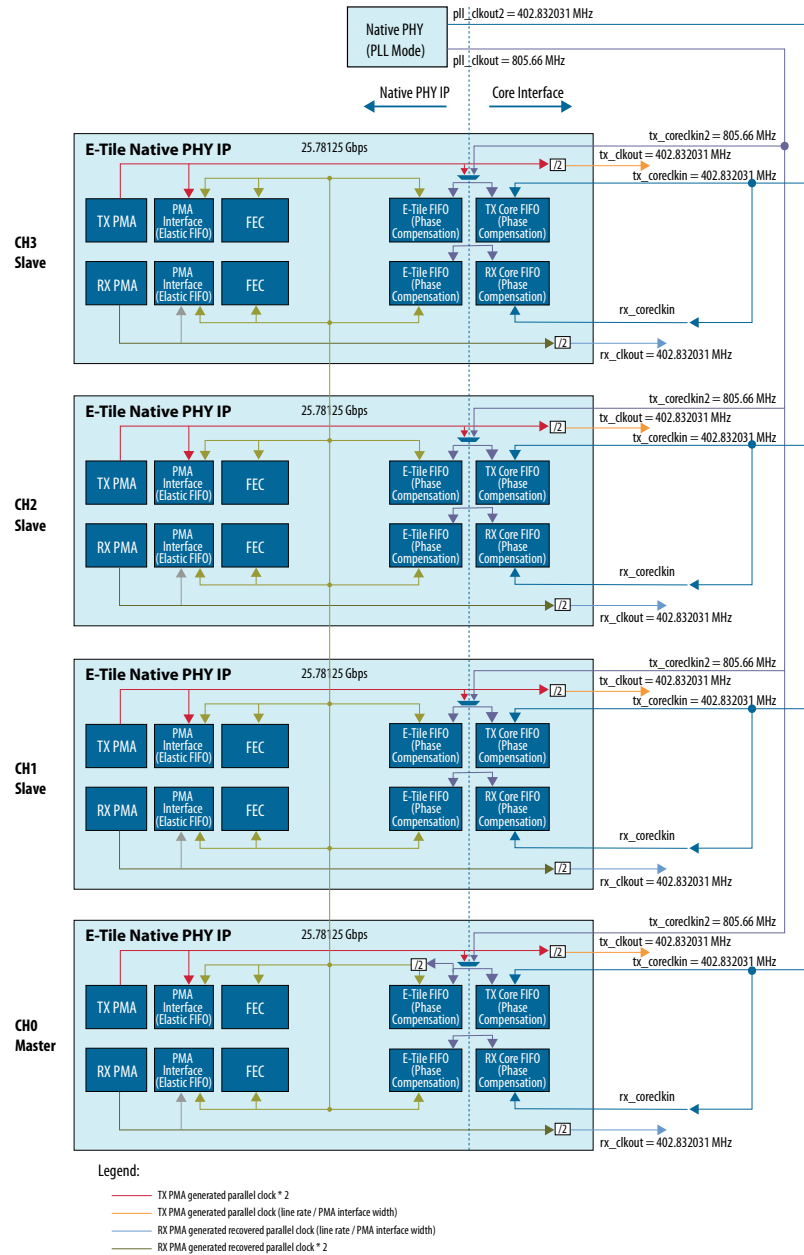 pll_clkout2 = 402.832031 MHz
Native PHY
(PLL Mode)
pll_clkout = 805.66 MHz
Native PHY IP
Core Interface
tx_coreclkin2 = 805.66 MHz
E-Tile Native PHY IP
25.78125 Gbps
tx_clkout = 402.832031 MHz
/2
tx_coreclkin = 402.832031 MHz
TX PMA
PMA
Interface
(Elastic FIFO)
FEC
E-Tile FIFO
(Phase
Compensation)
TX Core FIFO
(Phase
Compensation)
CH3
Slave
RX PMA
PMA
Interface
(Elastic FIFO)
FEC
E-Tile FIFO
(Phase
Compensation)
RX Core FIFO
(Phase
Compensation)
rx_coreclkin
/2
rx_clkout = 402.832031 MHz
tx_coreclkin2 = 805.66 MHz
E-Tile Native PHY IP
25.78125 Gbps
tx_clkout = 402.832031 MHz
/2
tx_coreclkin = 402.832031 MHz
TX PMA
PMA
Interface
(Elastic FIFO)
FEC
E-Tile FIFO
(Phase
Compensation)
TX Core FIFO
(Phase
Compensation)
CH2
Slave
RX PMA
PMA
Interface
(Elastic FIFO)
FEC
E-Tile FIFO
(Phase
Compensation)
RX Core FIFO
(Phase
Compensation)
rx_coreclkin
/2
rx_clkout = 402.832031 MHz
tx_coreclkin2 = 805.66 MHz
E-Tile Native PHY IP
25.78125 Gbps
tx_clkout = 402.832031 MHz
/2
tx_coreclkin = 402.832031 MHz
TX PMA
PMA
Interface
(Elastic FIFO)
FEC
E-Tile FIFO
(Phase
Compensation)
TX Core FIFO
(Phase
Compensation)
CH1
Slave
RX PMA
PMA
Interface
(Elastic FIFO)
FEC
E-Tile FIFO
(Phase
Compensation)
RX Core FIFO
(Phase
Compensation)
rx_coreclkin
/2
rx_clkout = 402.832031 MHz
tx_coreclkin2 = 805.66 MHz
E-Tile Native PHY IP
25.78125 Gbps
tx_clkout = 402.832031 MHz
/2
/2
tx_coreclkin = 402.832031 MHz
TX PMA
PMA
Interface
(Elastic FIFO)
FEC
E-Tile FIFO
(Phase
Compensation)
TX Core FIFO
(Phase
Compensation)
CH0
Master
RX PMA
PMA
Interface
(Elastic FIFO)
FEC
E-Tile FIFO
(Phase
Compensation)
RX Core FIFO
(Phase
Compensation)
rx_coreclkin
/2
rx_clkout = 402.832031 MHz
Legend:
TX PMA generated parallel clock * 2
TX PMA generated parallel clock (line rate / PMA interface width)
RX PMA generated recovered parallel clock (line rate / PMA interface width)
RX PMA generated recovered parallel clock * 2